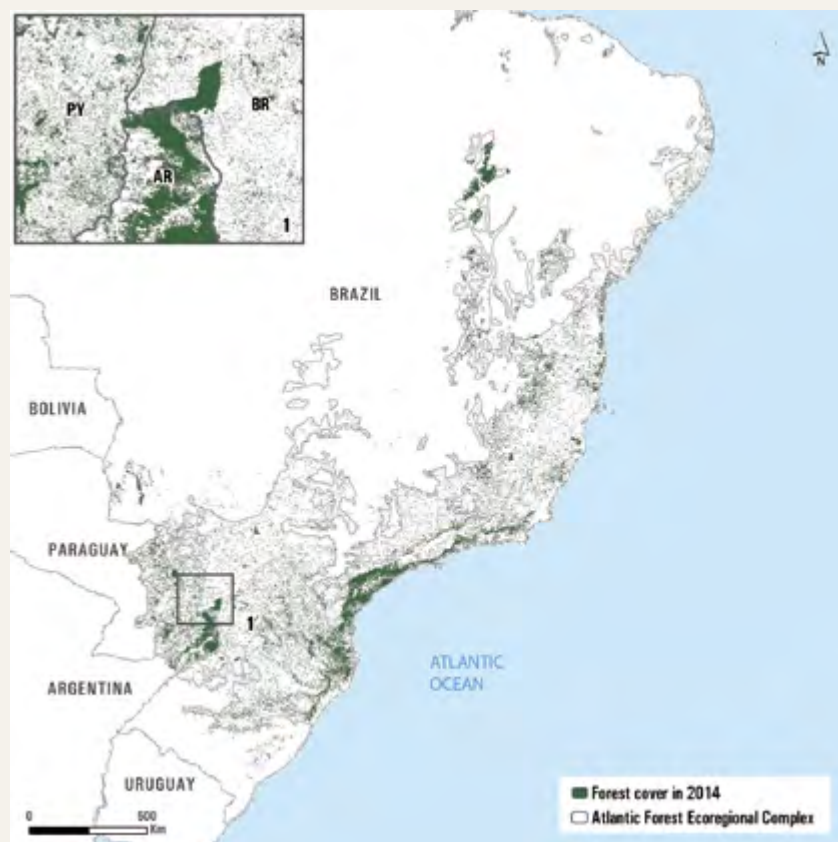 PY
BR
AR
1
N
BRAZIL
BOLIVIA
PARAGUAY
1
ARGENTINA
ATLANTIC
OCEAN
URUGUAY
0 500
Km
Forest cover in 2014
Atlantic Forest Ecoregional Complex